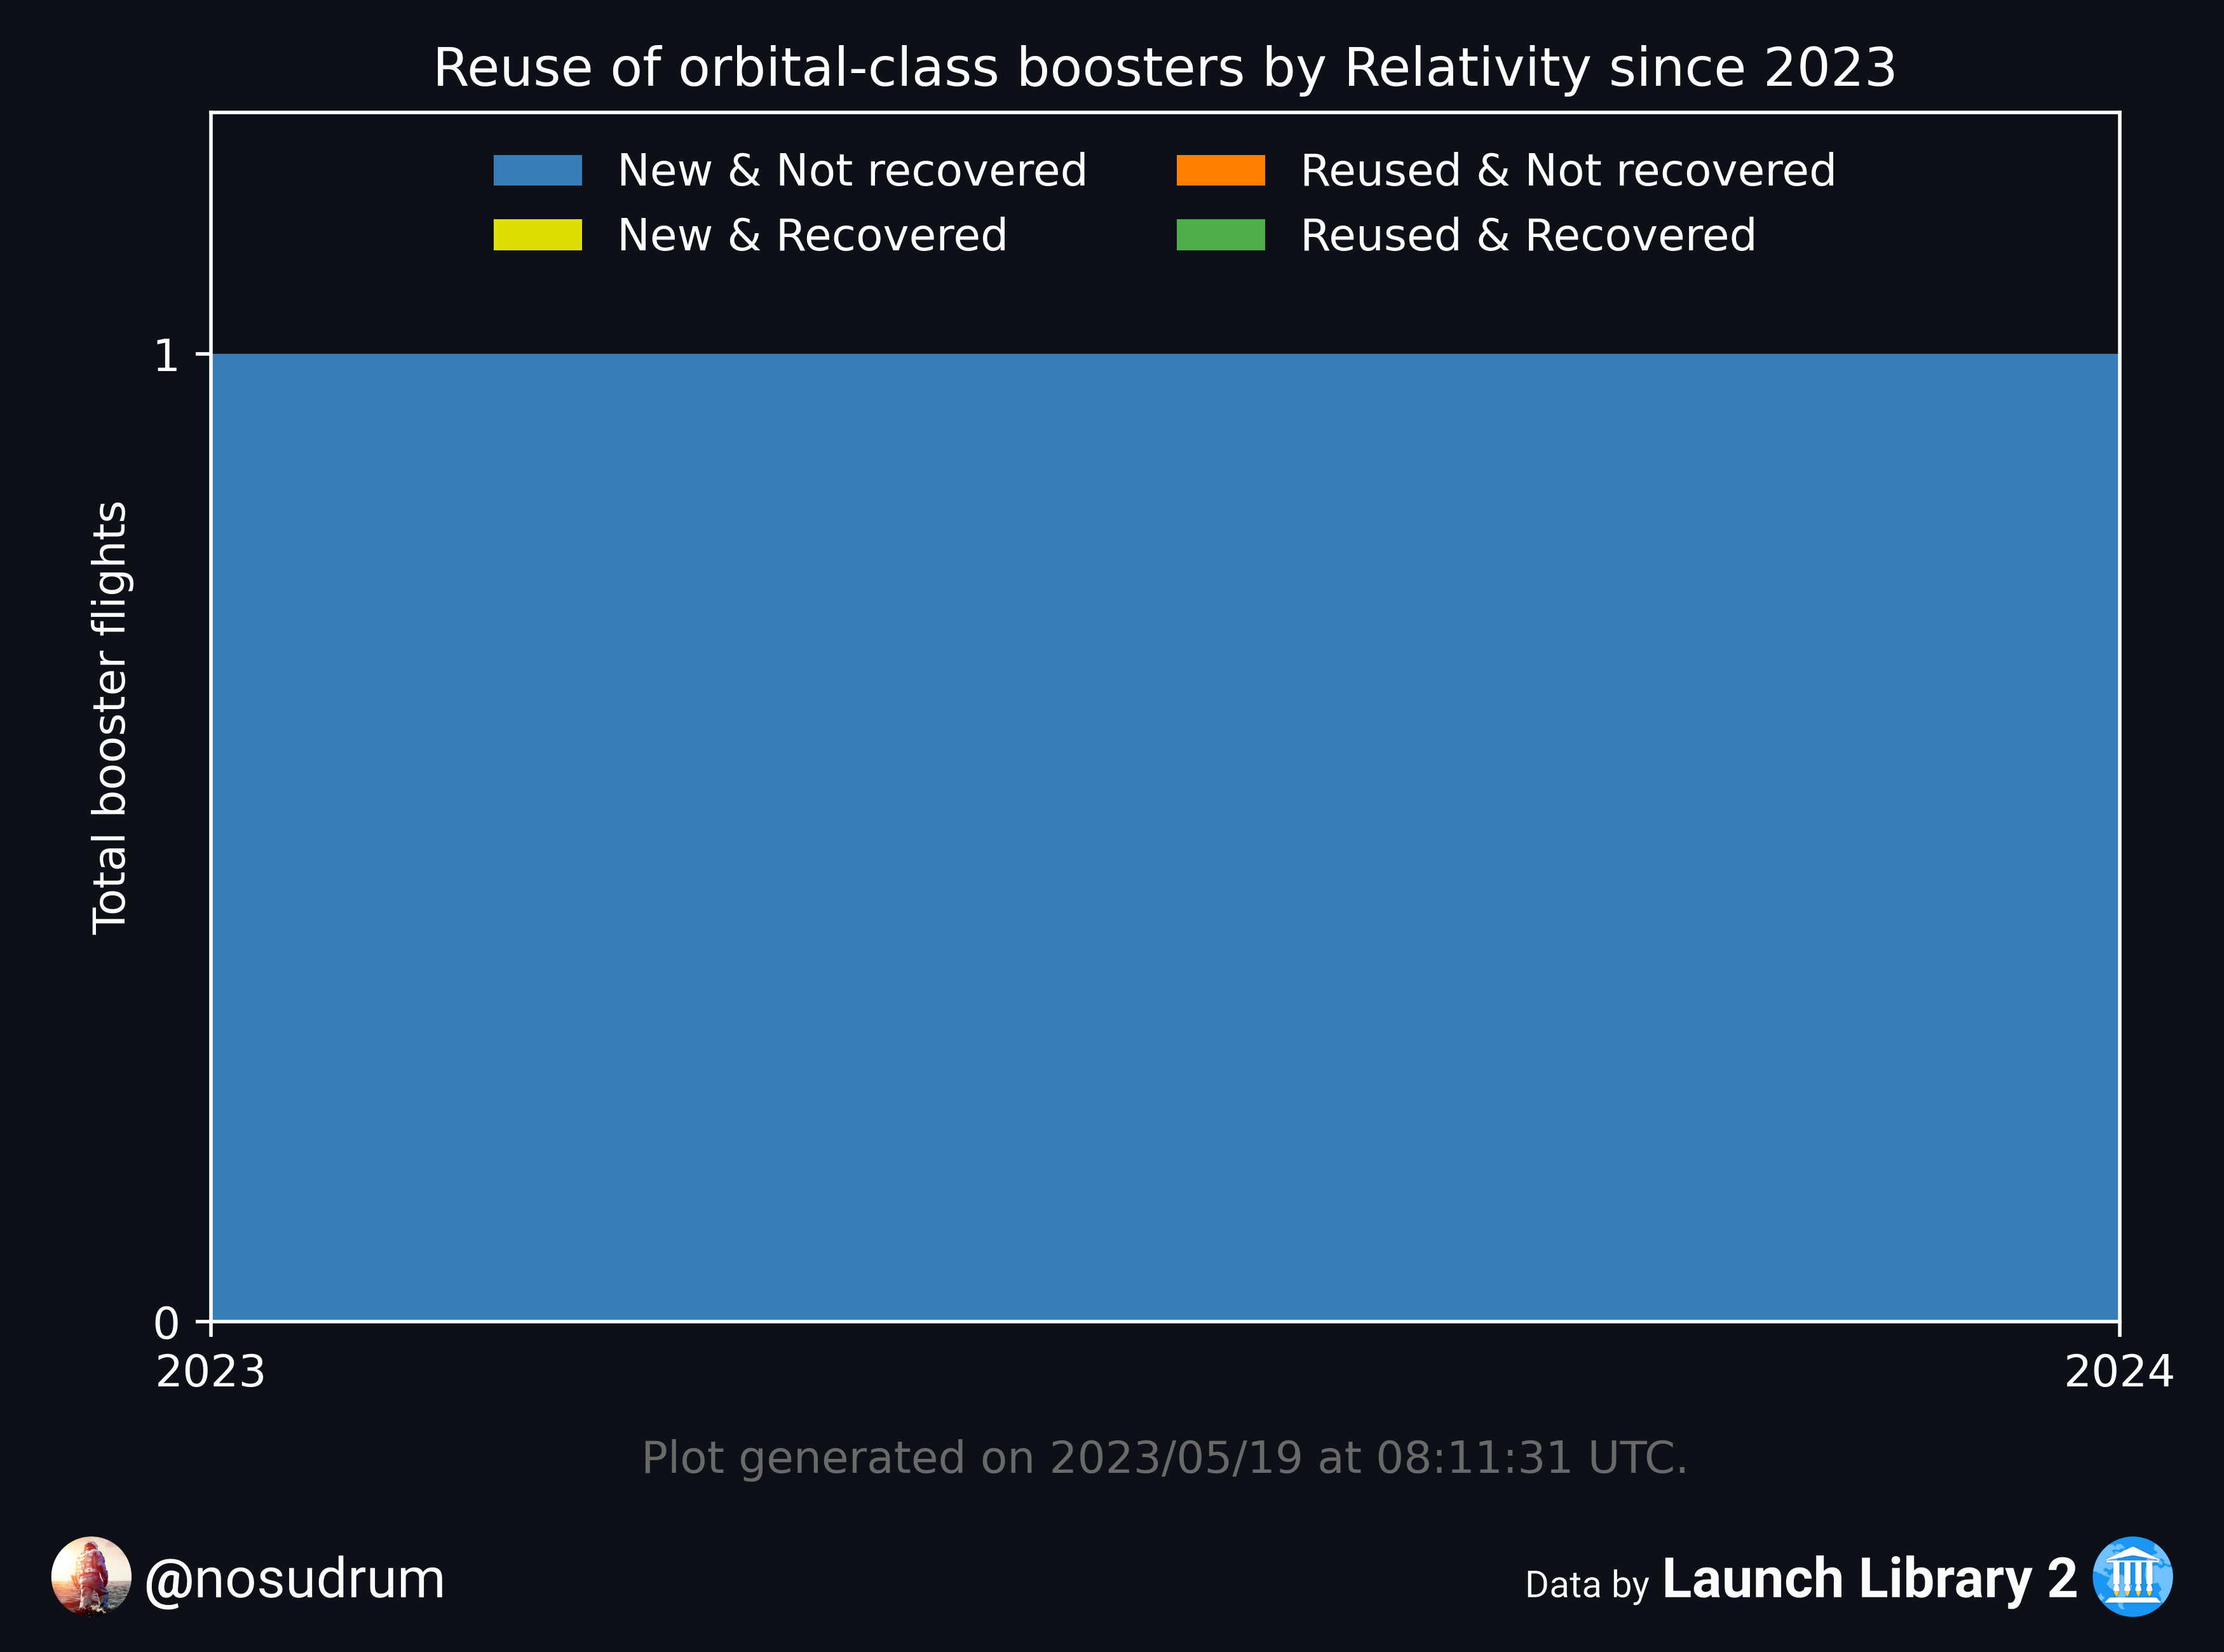 Reuse of orbital-class boosters by Relativity since 2023
New & Not recovered
Reused & Not recovered
New & Recovered
Reused & Recovered
1
Total booster flights
0
2023
2024
Plot generated on 2023/05/19 at 08:11:31 UTC.
@nosudrum
Data by Launch Library 2